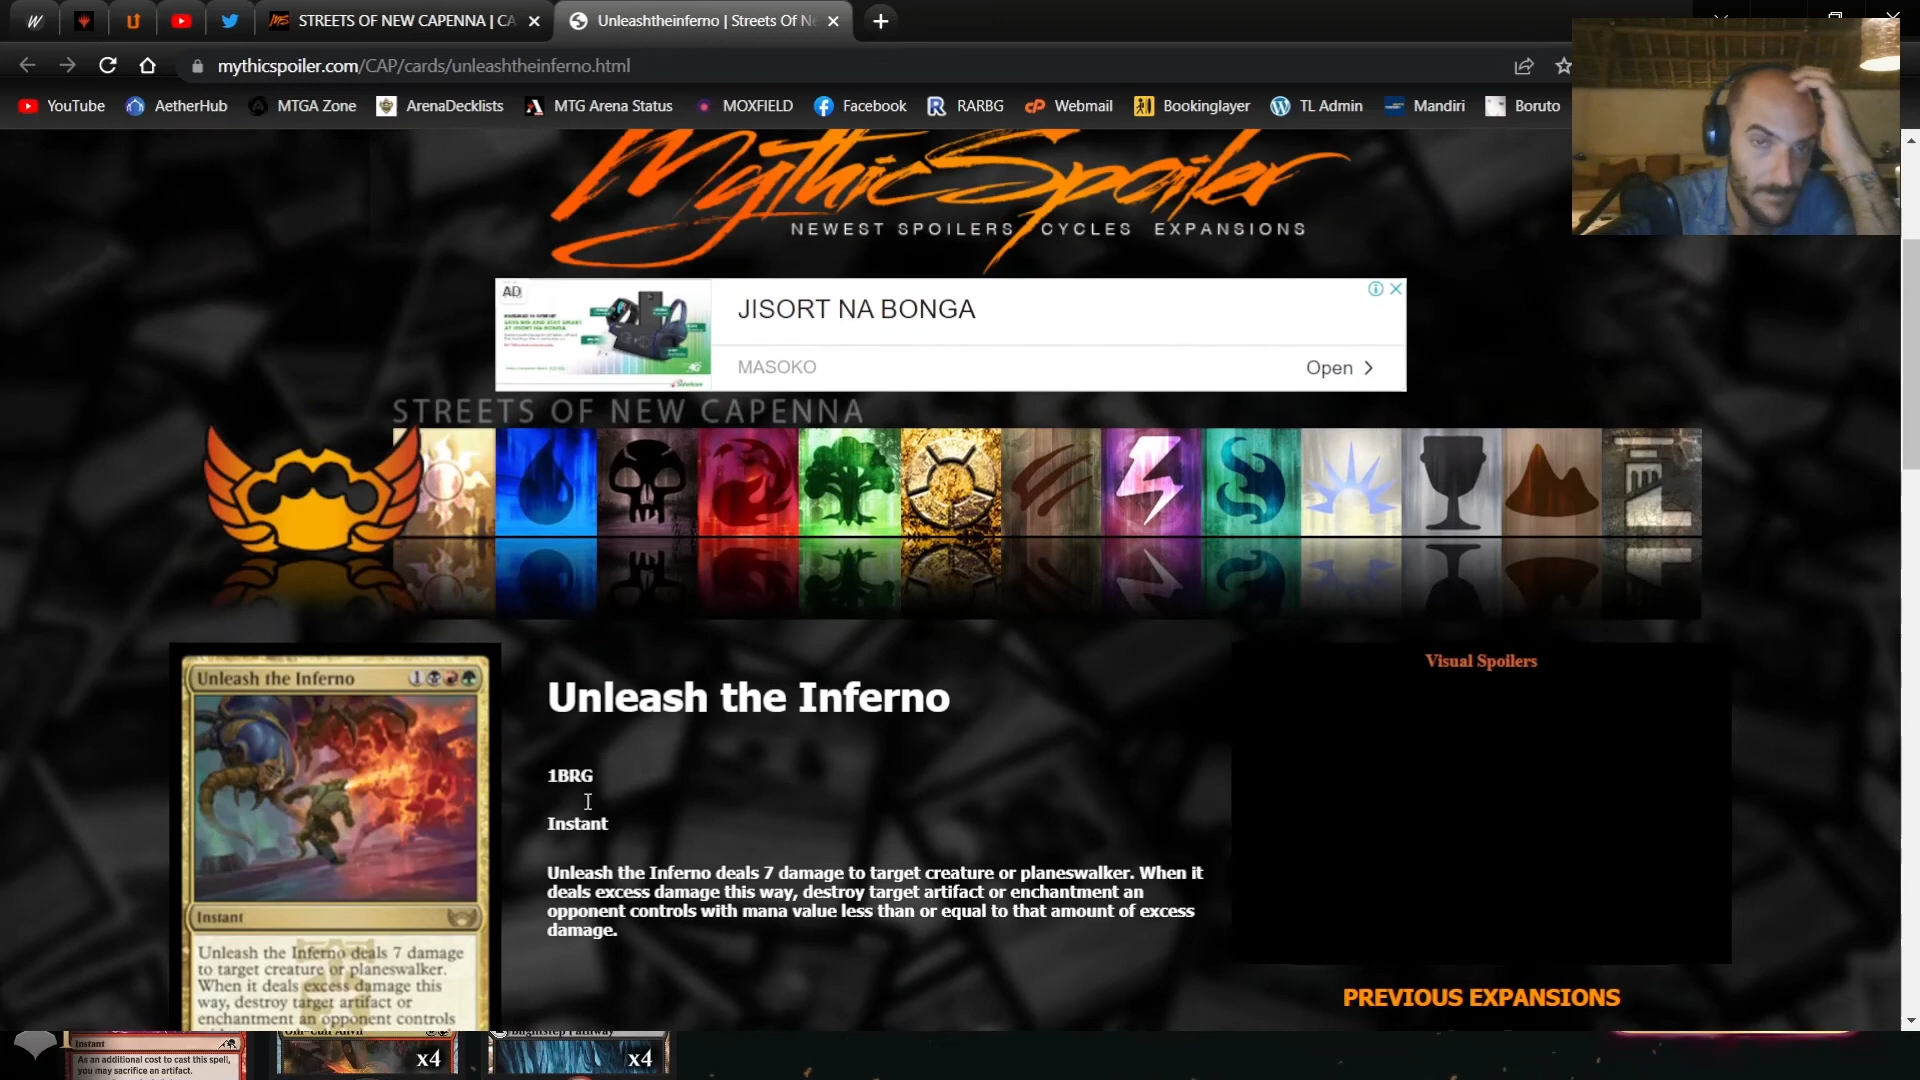 STREETS OF NEW CAPENNA | CA
Unleashtheinferno | Streets Of Ne
mythicspoiler.com/CAP/cards/unleashtheinferno.html
YouTube
AetherHub
MTGA Zone
ArenaDecklists
MTG Arena Status
MOXFIELD
Facebook
RARBG
Webmail
Bookinglayer
TL Admin
Mandiri
Boruto
MythicSpoiler
NEWEST SPOILERS CYCLES EXPANSIONS
AD
JISORT NA BONGA
MASOKO
Open
STREETS OF NEW CAPENNA
Unleash the Inferno 1
Instant
Unleash the Inferno deals 7 damage
to target creature or planeswalker.
When it deals excess damage this
way, destroy target artifact or
enchantment an opponent controls
Unleash the Inferno
1BRG
Instant
Unleash the Inferno deals 7 damage to target creature or planeswalker. When it
deals excess damage this way, destroy target artifact or enchantment an
opponent controls with mana value less than or equal to that amount of excess
damage.
Visual Spoilers
PREVIOUS EXPANSIONS
Instant
As an additional cost to cast this spell,
you may sacrifice an artifact.
x4
x4